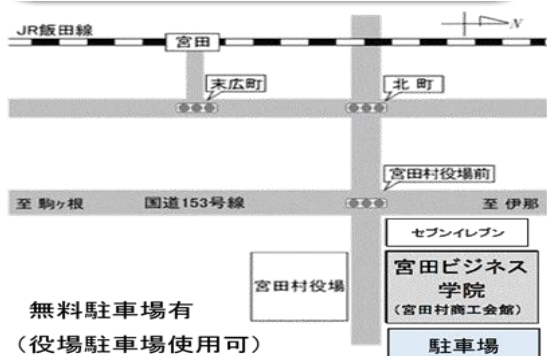 JR飯田線
N
宮田
末広町
北町
宮田村役場前
至 駒ヶ根
国道153号線
至 伊那
セブンイレブン
宮田村役場
宮田ビジネス
学院
(宮田村商工会館)
無料駐車場有
(役場駐車場使用可)
駐車場